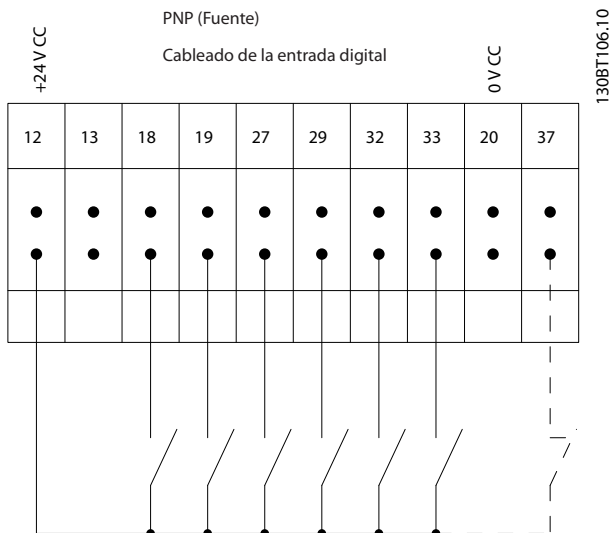 PNP (Fuente)
Cableado de la entrada digital
+24 V CC
0 V CC
130BT106.10
12 13 18 19 27 29 32 33 20 37